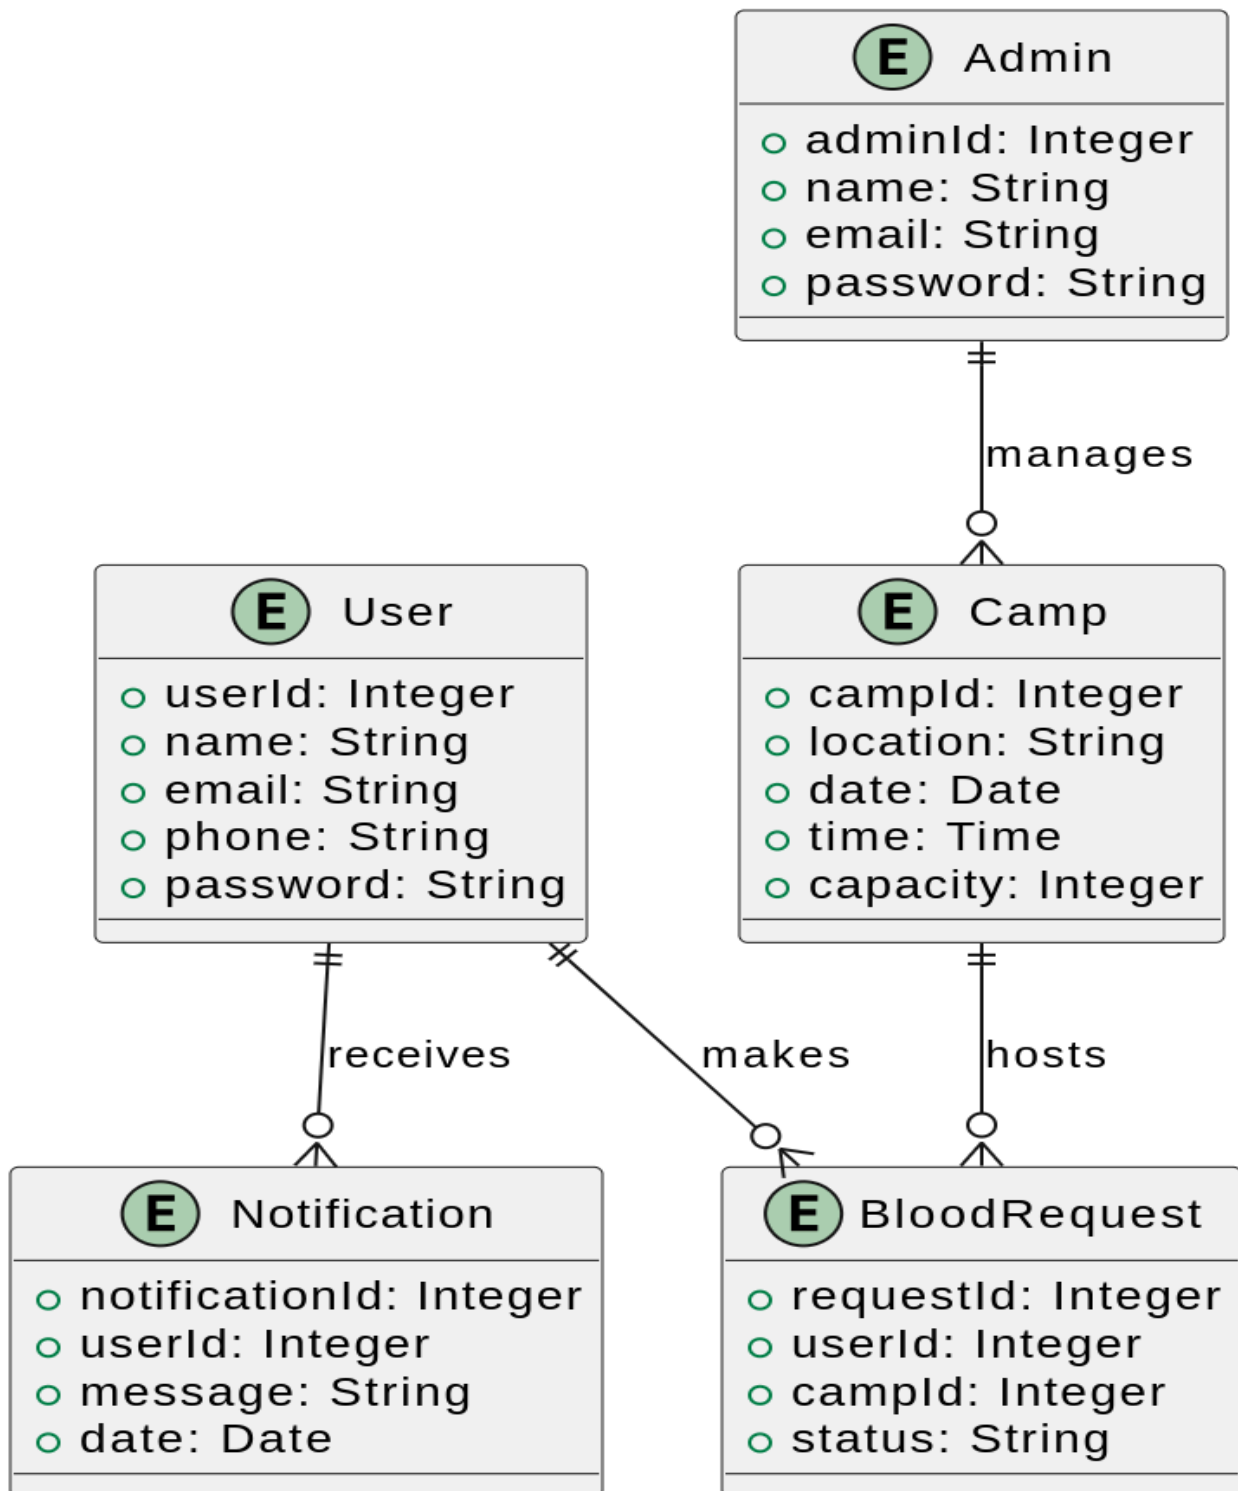 E Admin
adminId: Integer
name: String
email: String
password: String
manages
E User
userId: Integer
name: String
email: String
phone: String
password: String
E Camp
campId: Integer
location: String
date: Date
time: Time
capacity: Integer
receives
makes
hosts
E Notification
notificationId: Integer
userId: Integer
message: String
date: Date
E BloodRequest
requestId: Integer
userId: Integer
campId: Integer
status: String